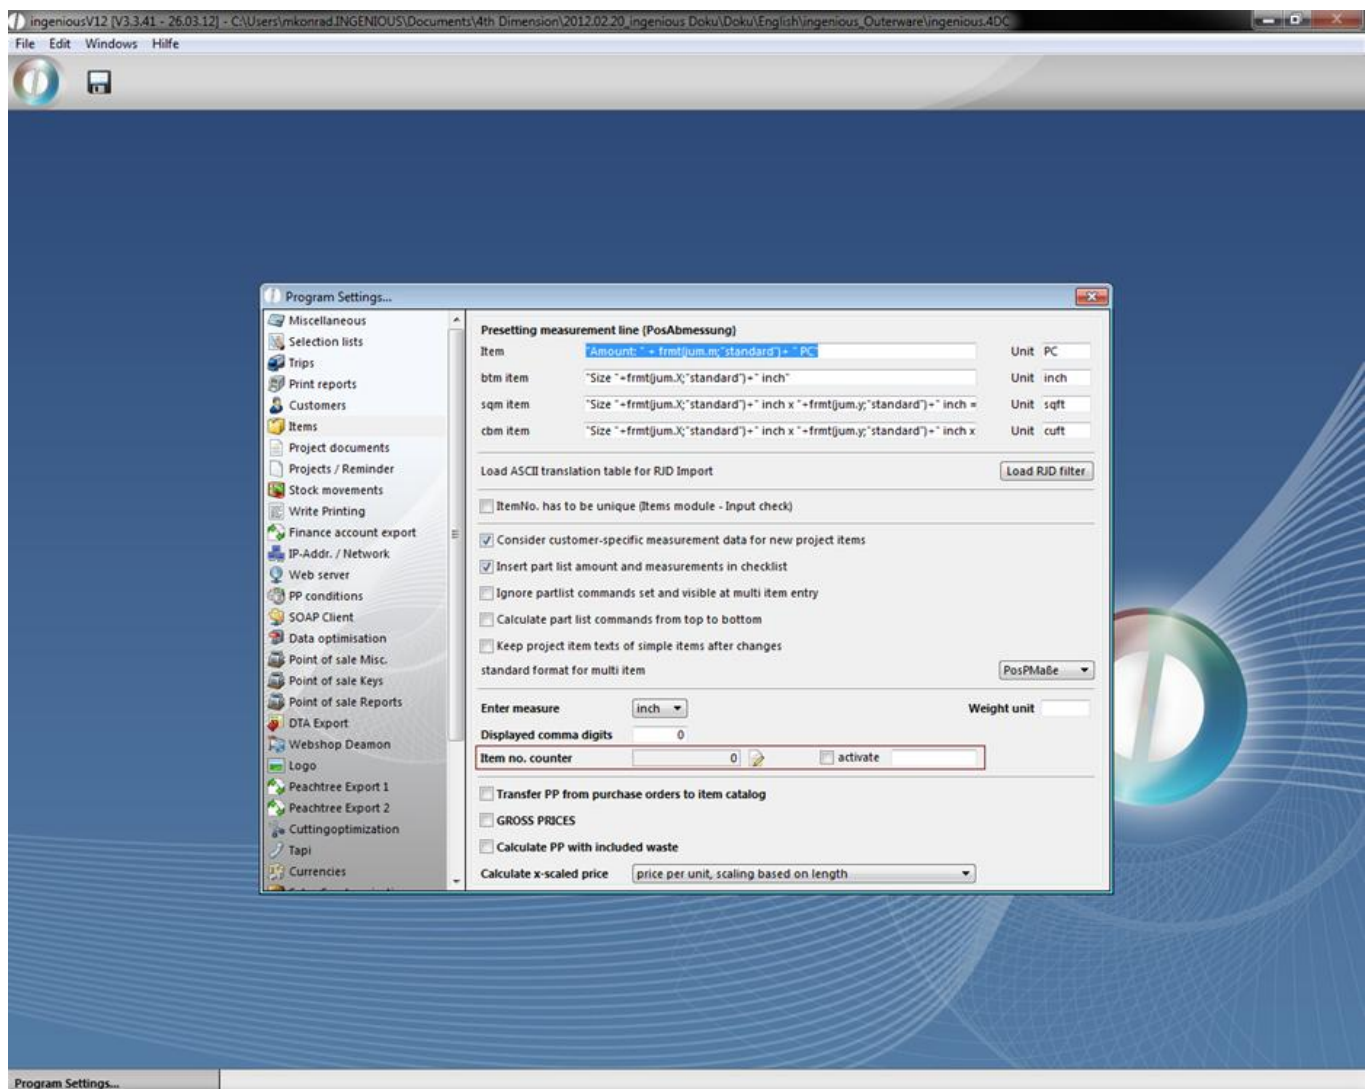 ingeniousV12 [V3.3.41 - 26.03.12] - C:\Users\mkonrad.INGENIOUS\Documents\4th Dimension\2012.02.20_ingenious Doku\Doku\English\ingenious_Outerware\ingenious.4DC
File Edit Windows Hilfe
Program Settings...
Miscellaneous
Selection lists
Trips
Print reports
Customers
Items
Project documents
Projects / Reminder
Stock movements
Write Printing
Finance account export
IP-Addr. / Network
Web server
PP conditions
SOAP Client
Data optimisation
Point of sale Misc.
Point of sale Keys
Point of sale Reports
DTA Export
Webshop Deamon
Logo
Peachtree Export 1
Peachtree Export 2
Cuttingoptimization
Tapi
Currencies
Presetting measurement line (PosAbmessung)
Item "Amount: " + frmt(jum.m;"standard")+ " PC" Unit PC
btm item "Size "+frmt(jum.X;"standard")+" inch" Unit inch
sqm item "Size "+frmt(jum.X;"standard")+" inch x "+frmt(jum.y;"standard")+" inch = Unit sqft
cbm item "Size "+frmt(jum.X;"standard")+" inch x "+frmt(jum.y;"standard")+" inch x Unit cuft
Load ASCII translation table for RJD Import Load RJD filter
ItemNo. has to be unique (Items module - Input check)
Consider customer-specific measurement data for new project items
Insert part list amount and measurements in checklist
Ignore partlist commands set and visible at multi item entry
Calculate part list commands from top to bottom
Keep project item texts of simple items after changes
standard format for multi item PosPMaße
Enter measure inch Weight unit
Displayed comma digits 0
Item no. counter 0 activate
Transfer PP from purchase orders to item catalog
GROSS PRICES
Calculate PP with included waste
Calculate x-scaled price price per unit, scaling based on length
Program Settings...